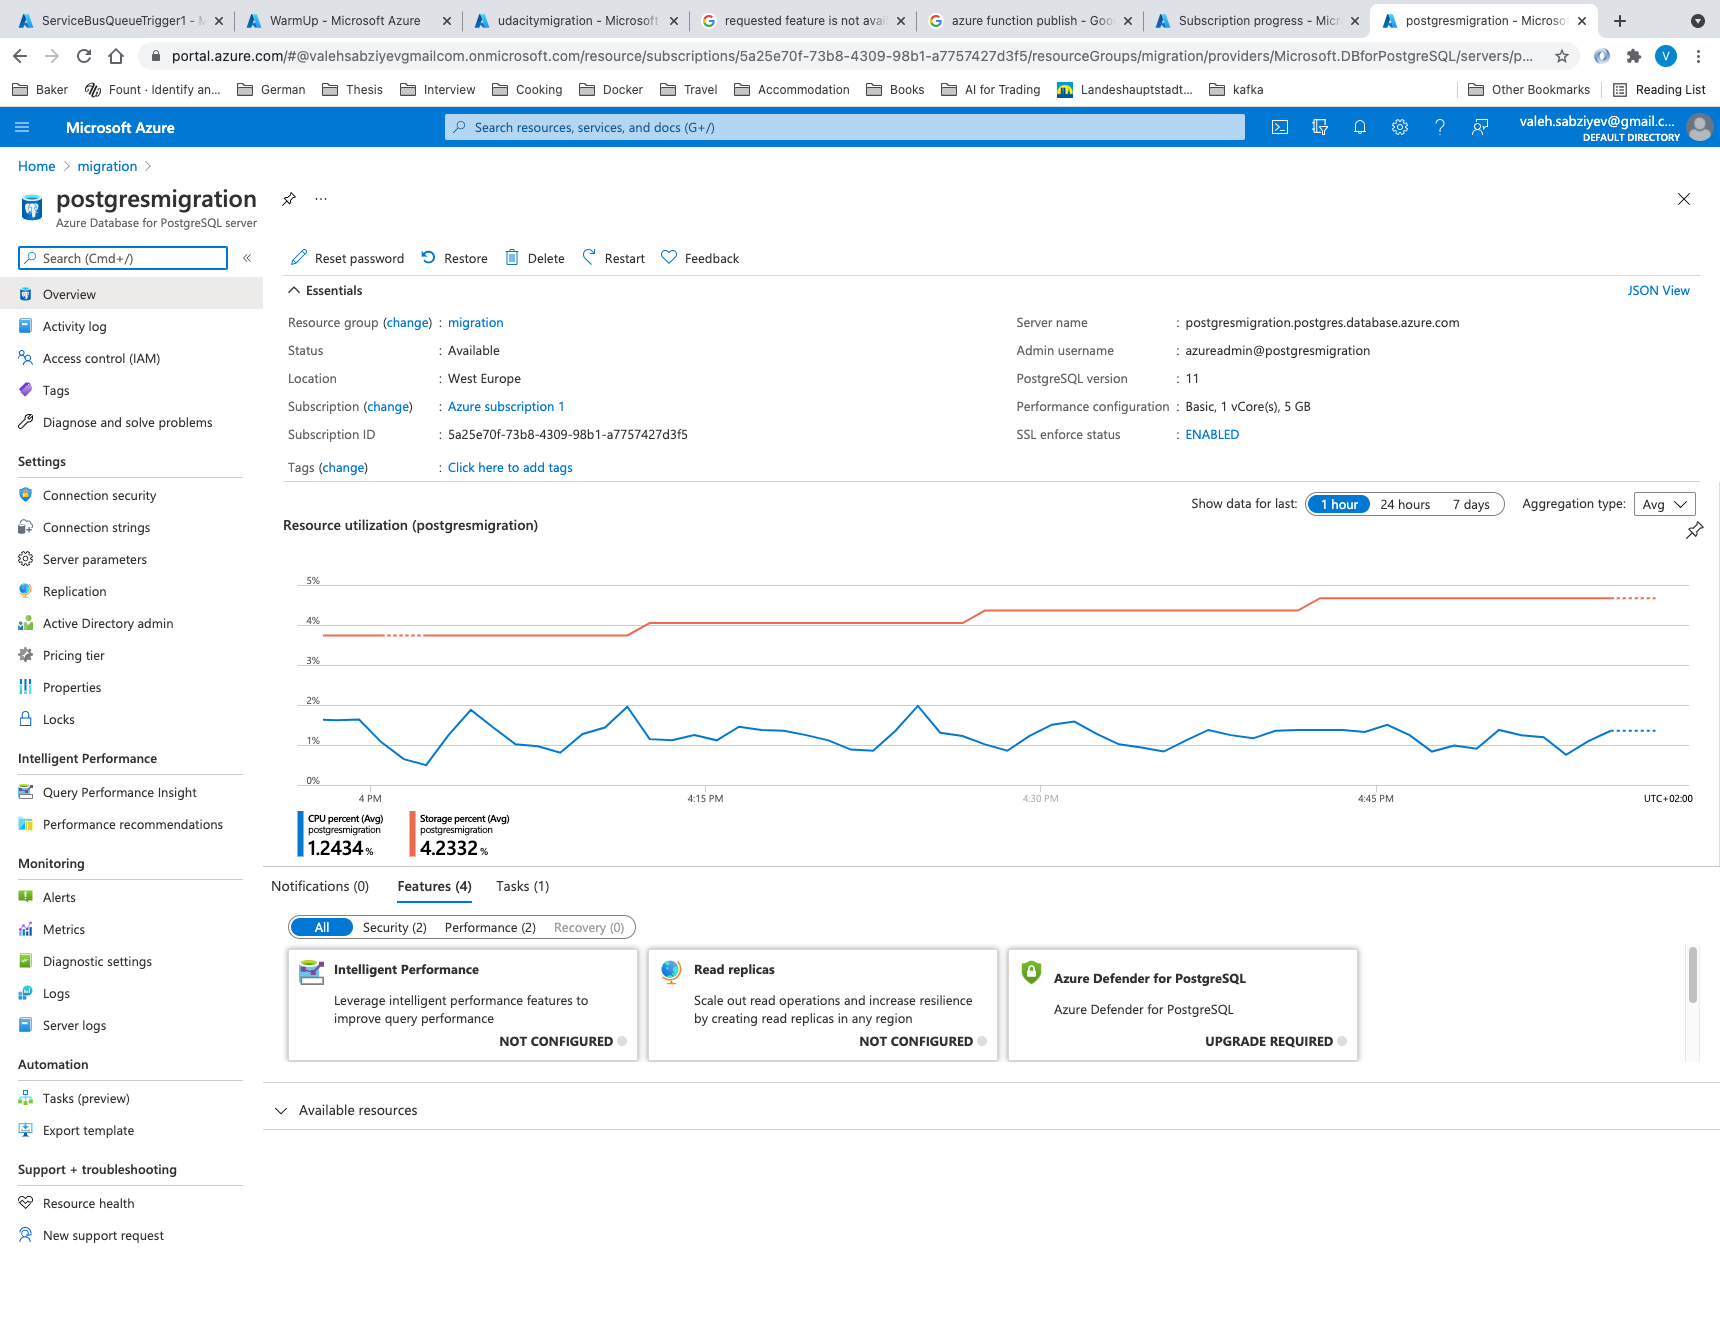 ServiceBusQueueTrigger1 - M
WarmUp - Microsoft Azure
udacitymigration - Microsoft
requested feature is not avai
azure function publish - Goo
Subscription progress - Micr
postgresmigration - Microsof
portal.azure.com/#@valehsabziyevgmailcom.onmicrosoft.com/resource/subscriptions/5a25e70f-73b8-4309-98b1-a7757427d3f5/resourceGroups/migration/providers/Microsoft.DBforPostgreSQL/servers/p...
V
Baker
Fount · Identify an...
German
Thesis
Interview
Cooking
Docker
Travel
Accommodation
Books
AI for Trading
Landeshauptstadt...
kafka
Other Bookmarks
Reading List
Microsoft Azure
Search resources, services, and docs (G+/)
valeh.sabziyev@gmail.c...
DEFAULT DIRECTORY
Home > migration >
postgresmigration
Azure Database for PostgreSQL server
Search (Cmd+/)
Overview
Activity log
Access control (IAM)
Tags
Diagnose and solve problems
Settings
Connection security
Connection strings
Server parameters
Replication
Active Directory admin
Pricing tier
Properties
Locks
Intelligent Performance
Query Performance Insight
Performance recommendations
Monitoring
Alerts
Metrics
Diagnostic settings
Logs
Server logs
Automation
Tasks (preview)
Export template
Support + troubleshooting
Resource health
New support request
Reset password
Restore
Delete
Restart
Feedback
Essentials
JSON View
Resource group (change) : migration
Status : Available
Location : West Europe
Subscription (change) : Azure subscription 1
Subscription ID : 5a25e70f-73b8-4309-98b1-a7757427d3f5
Tags (change) : Click here to add tags
Server name : postgresmigration.postgres.database.azure.com
Admin username : azureadmin@postgresmigration
PostgreSQL version : 11
Performance configuration : Basic, 1 vCore(s), 5 GB
SSL enforce status : ENABLED
Show data for last: 1 hour 24 hours 7 days Aggregation type: Avg
Resource utilization (postgresmigration)
5%
4%
3%
2%
1%
0%
4 PM
4:15 PM
4:30 PM
4:45 PM
UTC+02:00
CPU percent (Avg)
postgresmigration
1.2434 %
Storage percent (Avg)
postgresmigration
4.2332 %
Notifications (0)
Features (4)
Tasks (1)
All
Security (2)
Performance (2)
Recovery (0)
Intelligent Performance
Leverage intelligent performance features to
improve query performance
NOT CONFIGURED
Read replicas
Scale out read operations and increase resilience
by creating read replicas in any region
NOT CONFIGURED
Azure Defender for PostgreSQL
Azure Defender for PostgreSQL
UPGRADE REQUIRED
Available resources